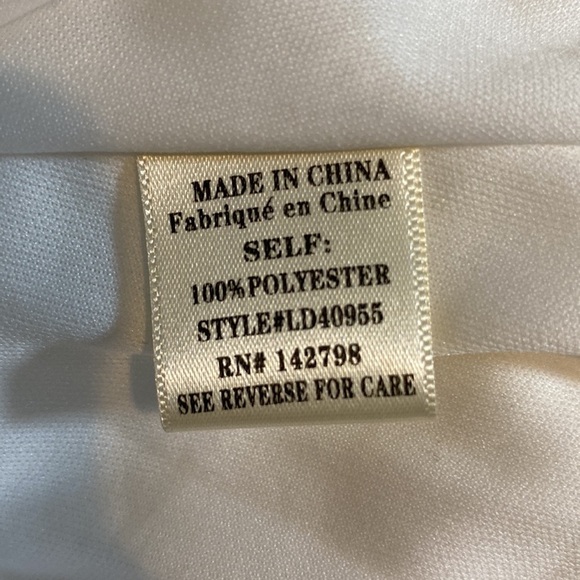 MADE IN CHINA
Fabriqué en Chine
SELF:
100%POLYESTER
STYLE#LD40955
RN# 142798
SEE REVERSE FOR CARE